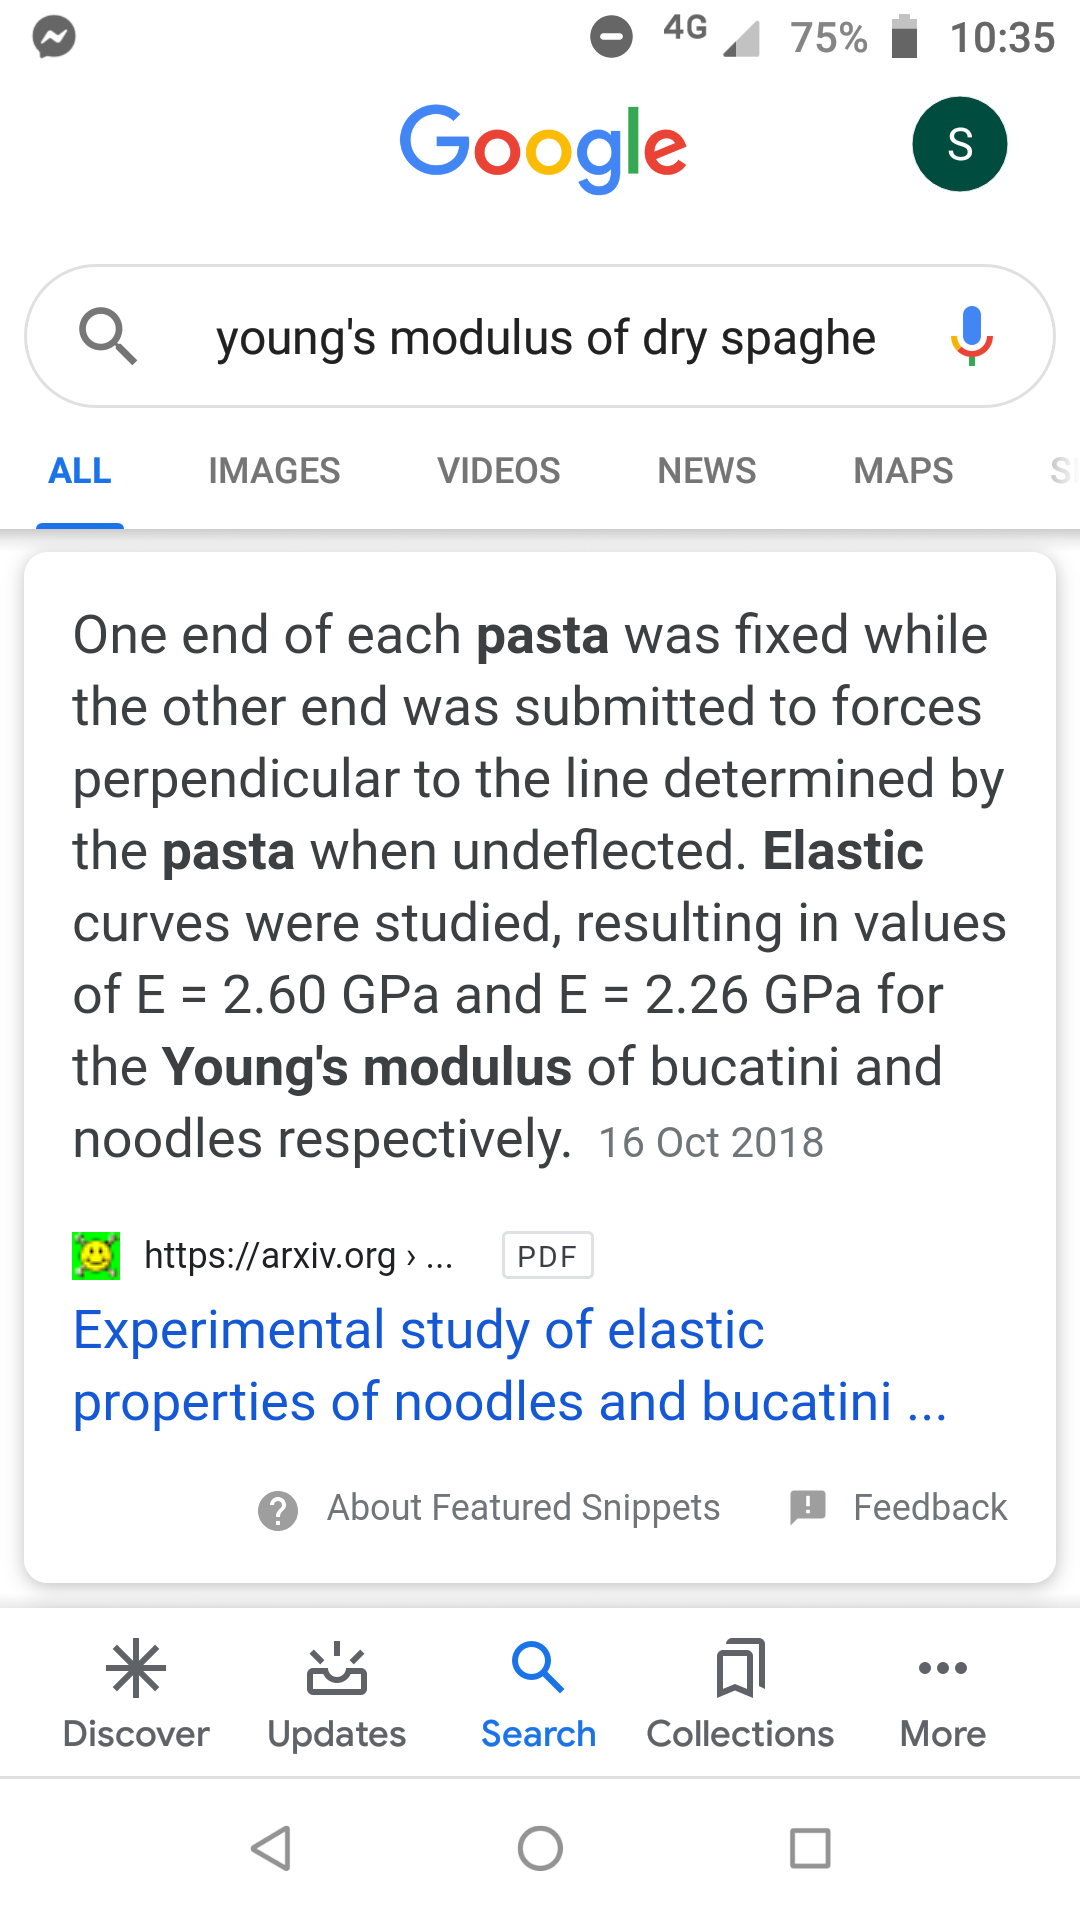 4G 75% 10:35
Google
S
young's modulus of dry spaghe
ALL IMAGES VIDEOS NEWS MAPS
One end of each pasta was fixed while
the other end was submitted to forces
perpendicular to the line determined by
the pasta when undeflected. Elastic
curves were studied, resulting in values
of E = 2.60 GPa and E = 2.26 GPa for
the Young's modulus of bucatini and
noodles respectively. 16 Oct 2018
https://arxiv.org › ... PDF
Experimental study of elastic
properties of noodles and bucatini ...
About Featured Snippets Feedback
Discover Updates Search Collections More